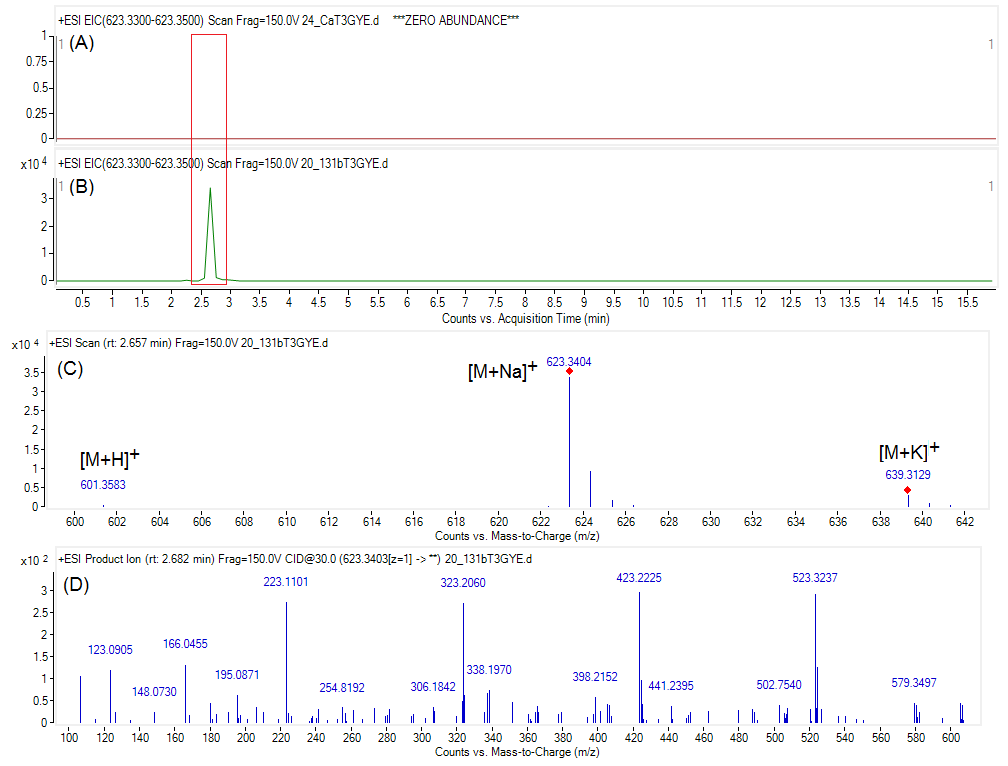 +ESI EIC(623.3300-623.3500) Scan Frag=150.0V 24_CaT3GYE.d ***ZERO ABUNDANCE***
1 (A) 1
1
0.75
0.5
0.25
0
x10 4 +ESI EIC(623.3300-623.3500) Scan Frag=150.0V 20_131bT3GYE.d
1 (B) 1
3
2
1
0
0.5 1 1.5 2 2.5 3 3.5 4 4.5 5 5.5 6 6.5 7 7.5 8 8.5 9 9.5 10 10.5 11 11.5 12 12.5 13 13.5 14 14.5 15 15.5
Counts vs. Acquisition Time (min)
x10 4 +ESI Scan (rt: 2.657 min) Frag=150.0V 20_131bT3GYE.d
(C)
[M+Na]+ 623.3404
[M+H]+
601.3583
[M+K]+
639.3129
3.5
3
2.5
2
1.5
1
0.5
0
600 602 604 606 608 610 612 614 616 618 620 622 624 626 628 630 632 634 636 638 640 642
Counts vs. Mass-to-Charge (m/z)
x10 2 +ESI Product Ion (rt: 2.682 min) Frag=150.0V CID@30.0 (623.3403[z=1] -> **) 20_131bT3GYE.d
(D)
223.1101 323.2060 423.2225 523.3237
123.0905 166.0455
148.0730 195.0871 254.8192 306.1842 338.1970 398.2152 441.2395 502.7540 579.3497
3
2.5
2
1.5
1
0.5
0
100 120 140 160 180 200 220 240 260 280 300 320 340 360 380 400 420 440 460 480 500 520 540 560 580 600
Counts vs. Mass-to-Charge (m/z)